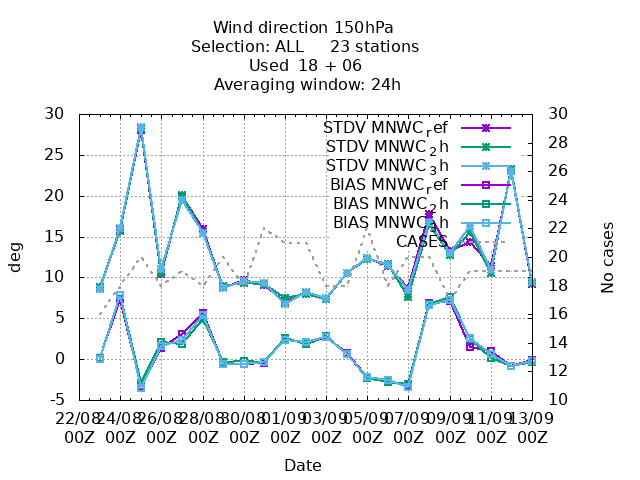 Wind direction 150hPa
Selection: ALL 23 stations
Used 18 + 06
Averaging window: 24h
30
25
20
15
10
5
0
-5
deg
30
28
26
24
22
20
18
16
14
12
10
No cases
STDV MNWC_ref
STDV MNWC_2h
STDV MNWC_3h
BIAS MNWC_ref
BIAS MNWC_2h
BIAS MNWC_3h
CASES
22/08 24/08 26/08 28/08 30/08 01/09 03/09 05/09 07/09 09/09 11/09 13/09
00Z 00Z 00Z 00Z 00Z 00Z 00Z 00Z 00Z 00Z 00Z 00Z
Date